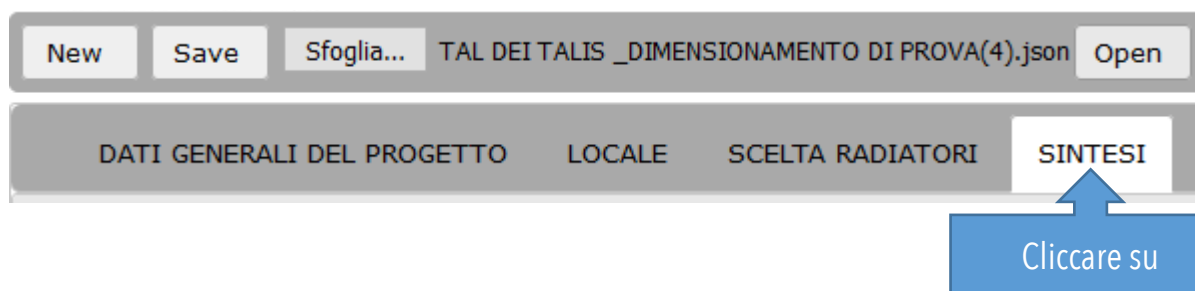 New Save Sfoglia... TAL DEI TALIS _DIMENSIONAMENTO DI PROVA(4).json Open
DATI GENERALI DEL PROGETTO LOCALE SCELTA RADIATORI SINTESI
Cliccare su